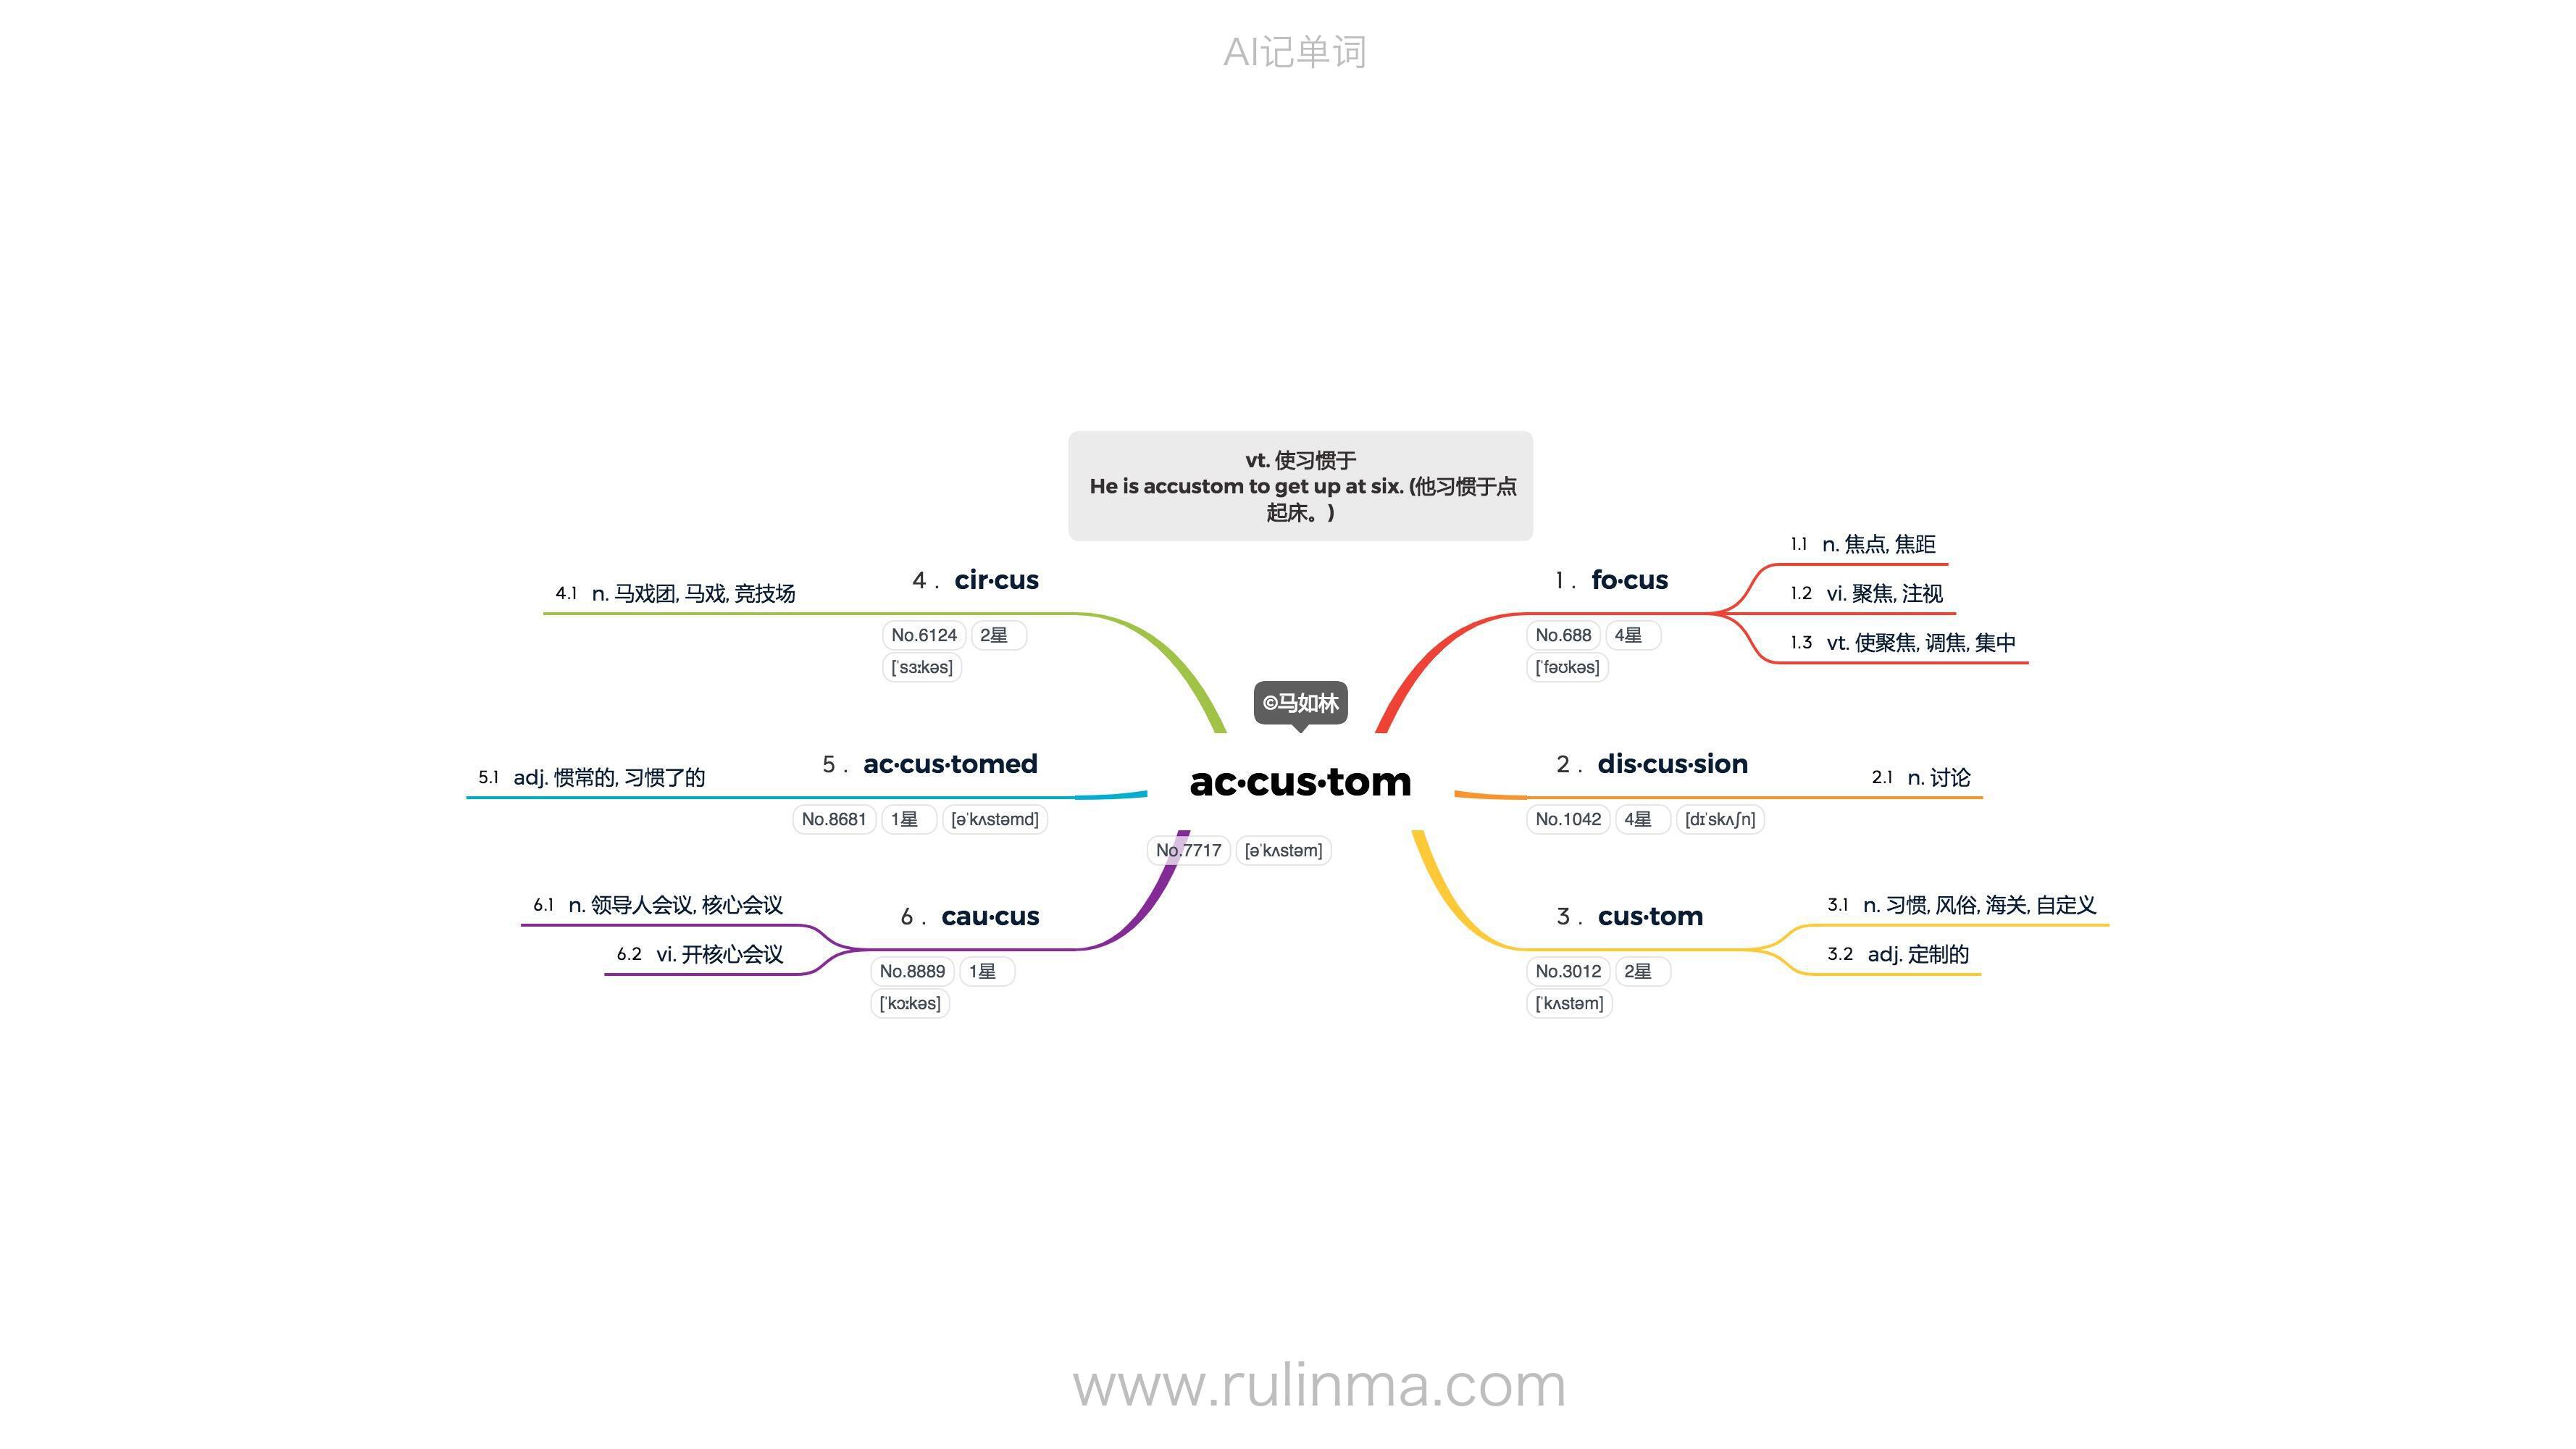 AI记单词
vt. 使习惯于
He is accustom to get up at six. (他习惯于点
起床。)
©马如林
ac·cus·tom
No.7717 [əˈkʌstəm]
1 . fo·cus
No.688 4星
[ˈfəʊkəs]
1.1 n. 焦点, 焦距
1.2 vi. 聚焦, 注视
1.3 vt. 使聚焦, 调焦, 集中
2 . dis·cus·sion
No.1042 4星 [dɪˈskʌʃn]
2.1 n. 讨论
3 . cus·tom
No.3012 2星
[ˈkʌstəm]
3.1 n. 习惯, 风俗, 海关, 自定义
3.2 adj. 定制的
4 . cir·cus
No.6124 2星
[ˈsɜːkəs]
4.1 n. 马戏团, 马戏, 竞技场
5 . ac·cus·tomed
No.8681 1星 [əˈkʌstəmd]
5.1 adj. 惯常的, 习惯了的
6 . cau·cus
No.8889 1星
[ˈkɔːkəs]
6.1 n. 领导人会议, 核心会议
6.2 vi. 开核心会议
www.rulinma.com